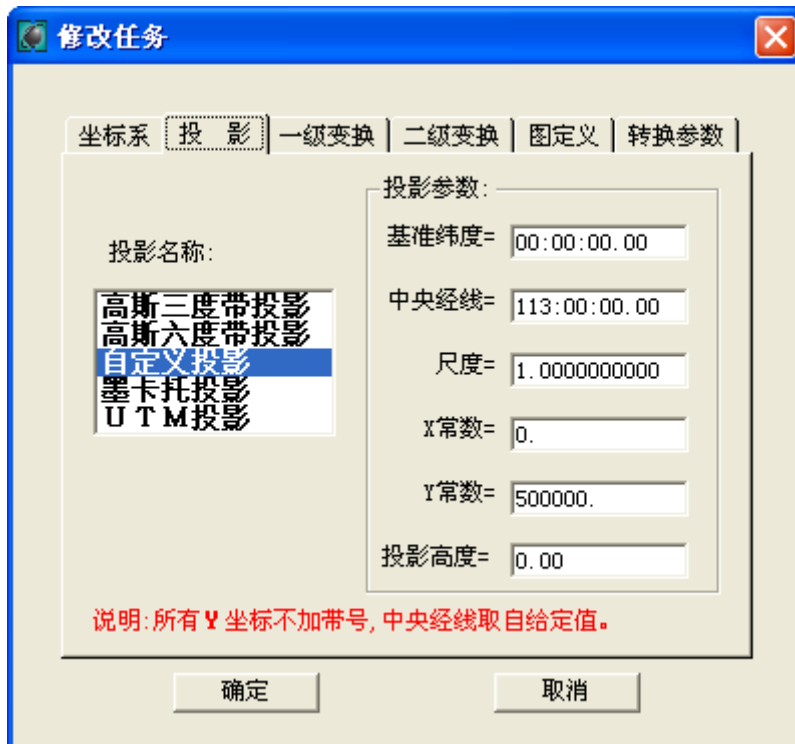 修改任务
坐标系 投 影 一级变换 二级变换 图定义 转换参数
投影名称:
高斯三度带投影
高斯六度带投影
自定义投影
墨卡托投影
ＵＴＭ投影
投影参数:
基准纬度= 00:00:00.00
中央经线= 113:00:00.00
尺度= 1.0000000000
X常数= 0.
Y常数= 500000.
投影高度= 0.00
说明:所有Y坐标不加带号,中央经线取自给定值。
确定 取消